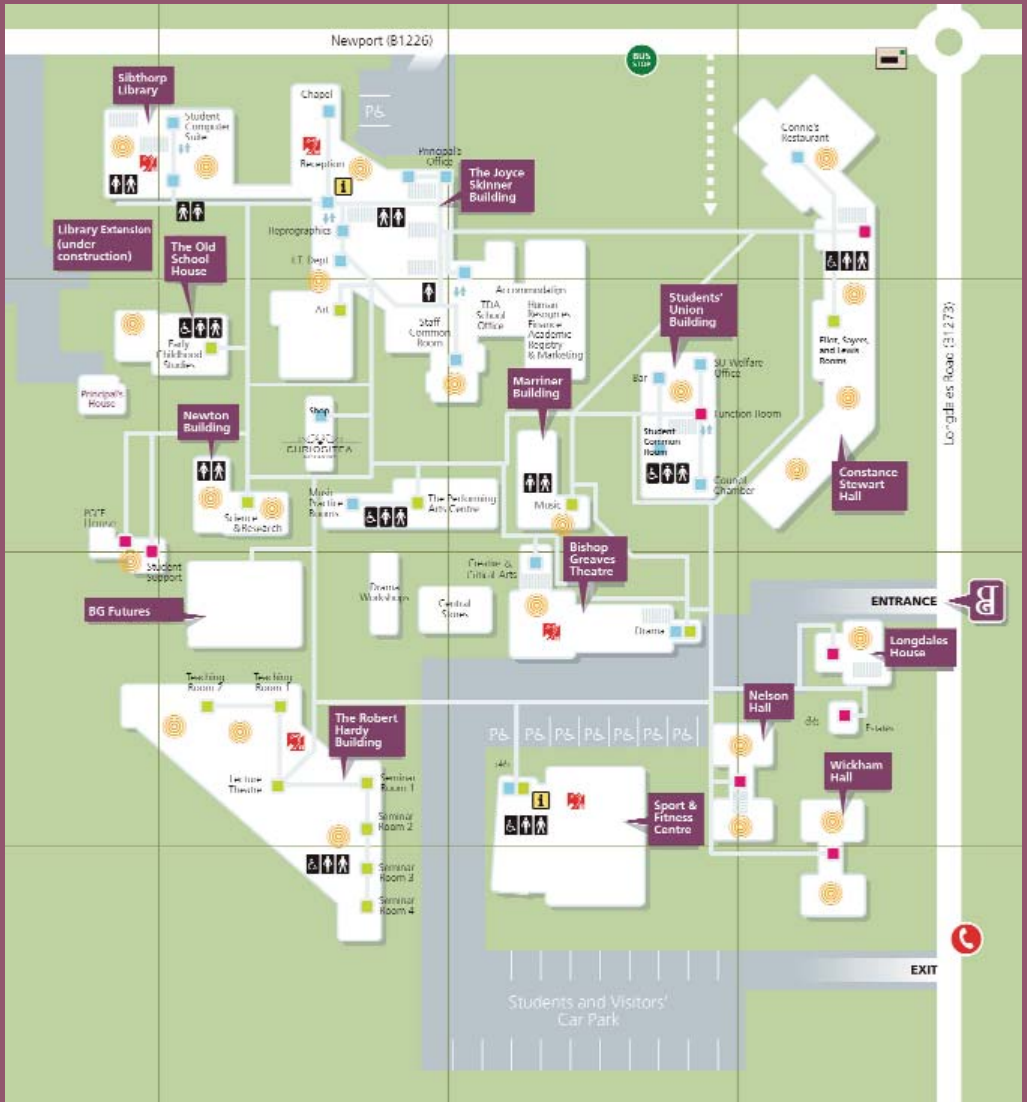 Newport (B1226)
BUS
STOP
Sibthorp
Library
Student
Computer
Suite
Chapel
Reception
Principal's
Office
The Joyce
Skinner
Building
Connie's
Restaurant
Library Extension
(under
construction)
The Old
School
House
Reprographics
I.T. Dept
Art
Staff
Common
Room
TDA
School
Office
Accommodation
Human
Resources
Finance
Academic
Registry
& Marketing
Students'
Union
Building
Early
Childhood
Studies
Principal's
House
Bar
SU Welfare
Office
Function Room
Student
Common
Room
Council
Chamber
Sayers,
and Lewis
Rooms
Longdales Road (B1273)
Newton
Building
Shop
CURIOSITEA
Marriner
Building
Constance
Stewart
Hall
Science
& Research
Music
Practice
Rooms
The Performing
Arts Centre
Music
House
Student
Support
BG Futures
Drama
Workshops
Central
Stores
Creative &
Critical Arts
Bishop
Greaves
Theatre
Drama
ENTRANCE
BG
Longdales
House
Nelson
Hall
Estates
Wickham
Hall
Teaching
Room 2
Teaching
Room 1
The Robert
Hardy
Building
Lecture
Theatre
Seminar
Room 1
Seminar
Room 2
Seminar
Room 3
Seminar
Room 4
Sport &
Fitness
Centre
EXIT
Students and Visitors'
Car Park